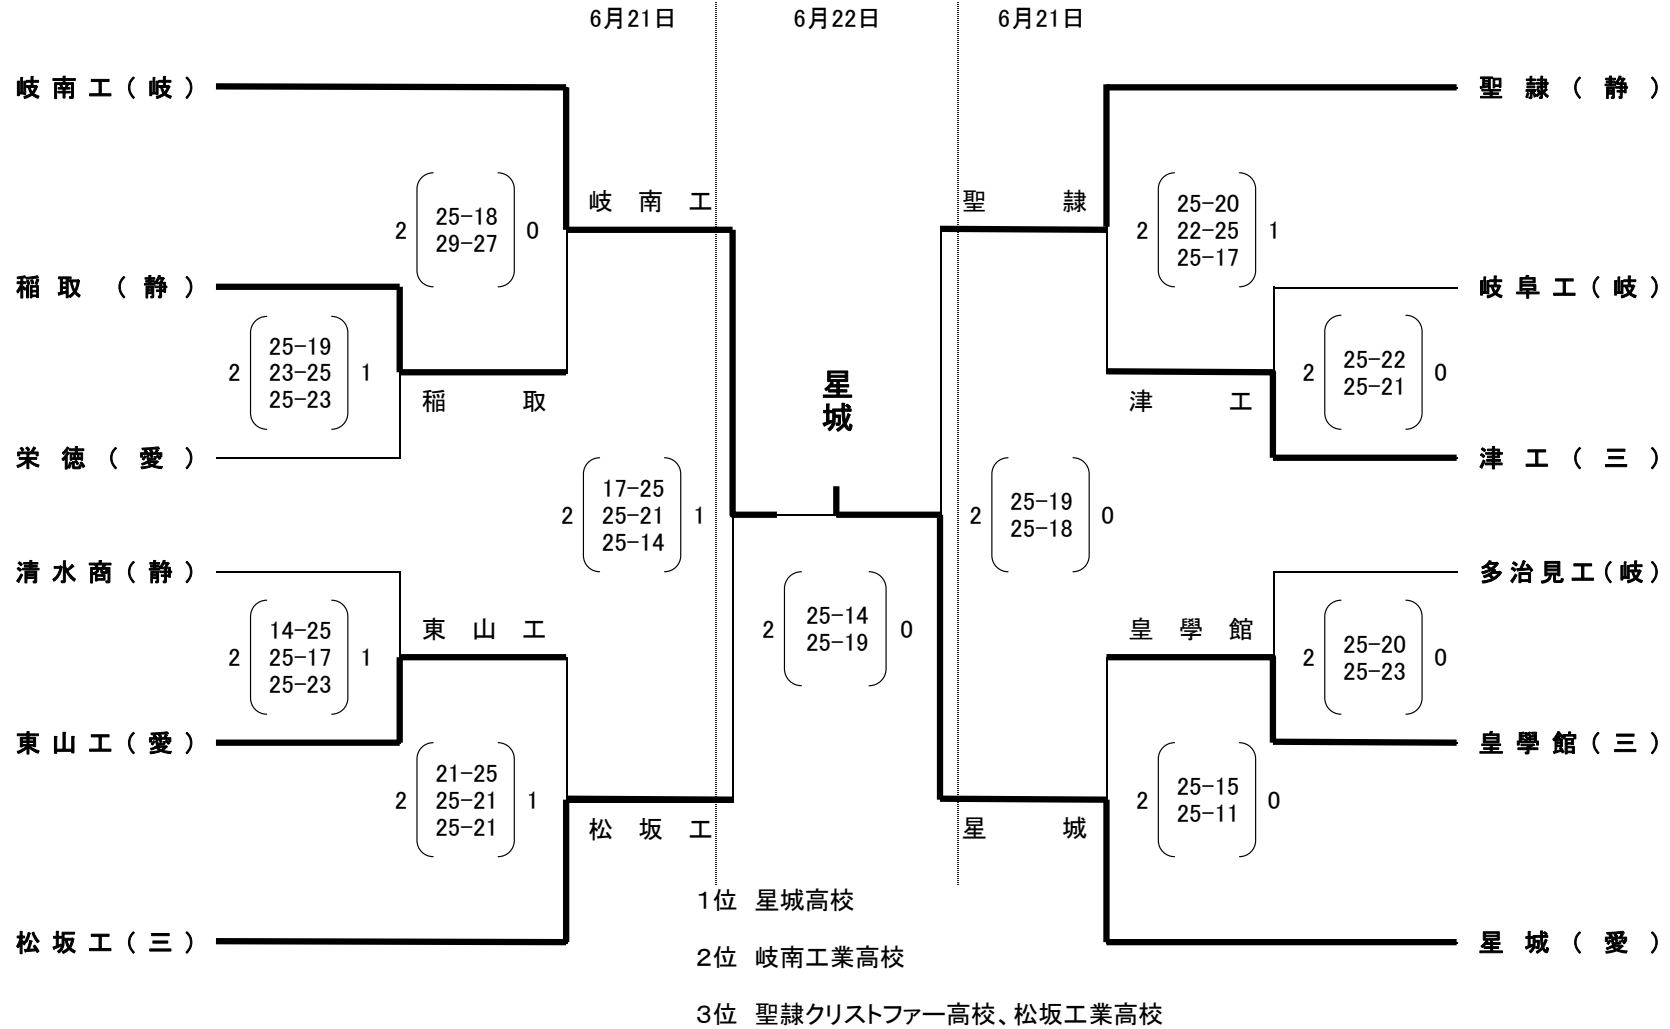 6月21日
6月22日
6月21日
岐南工(岐)
聖隷(静)
岐南工
聖隷
2 25-18 29-27 0
2 25-20 22-25 25-17 1
稲取(静)
岐阜工(岐)
2 25-19 23-25 25-23 1
2 25-22 25-21 0
稲取
津工
星城
栄徳(愛)
津工(三)
2 17-25 25-21 25-14 1
2 25-19 25-18 0
清水商(静)
多治見工(岐)
2 14-25 25-17 25-23 1
東山工
2 25-14 25-19 0
皇學館
2 25-20 25-23 0
東山工(愛)
皇學館(三)
2 21-25 25-21 25-21 1
2 25-15 25-11 0
松坂工
星城
松坂工(三)
星城(愛)
1位 星城高校
2位 岐南工業高校
3位 聖隷クリストファー高校、松坂工業高校